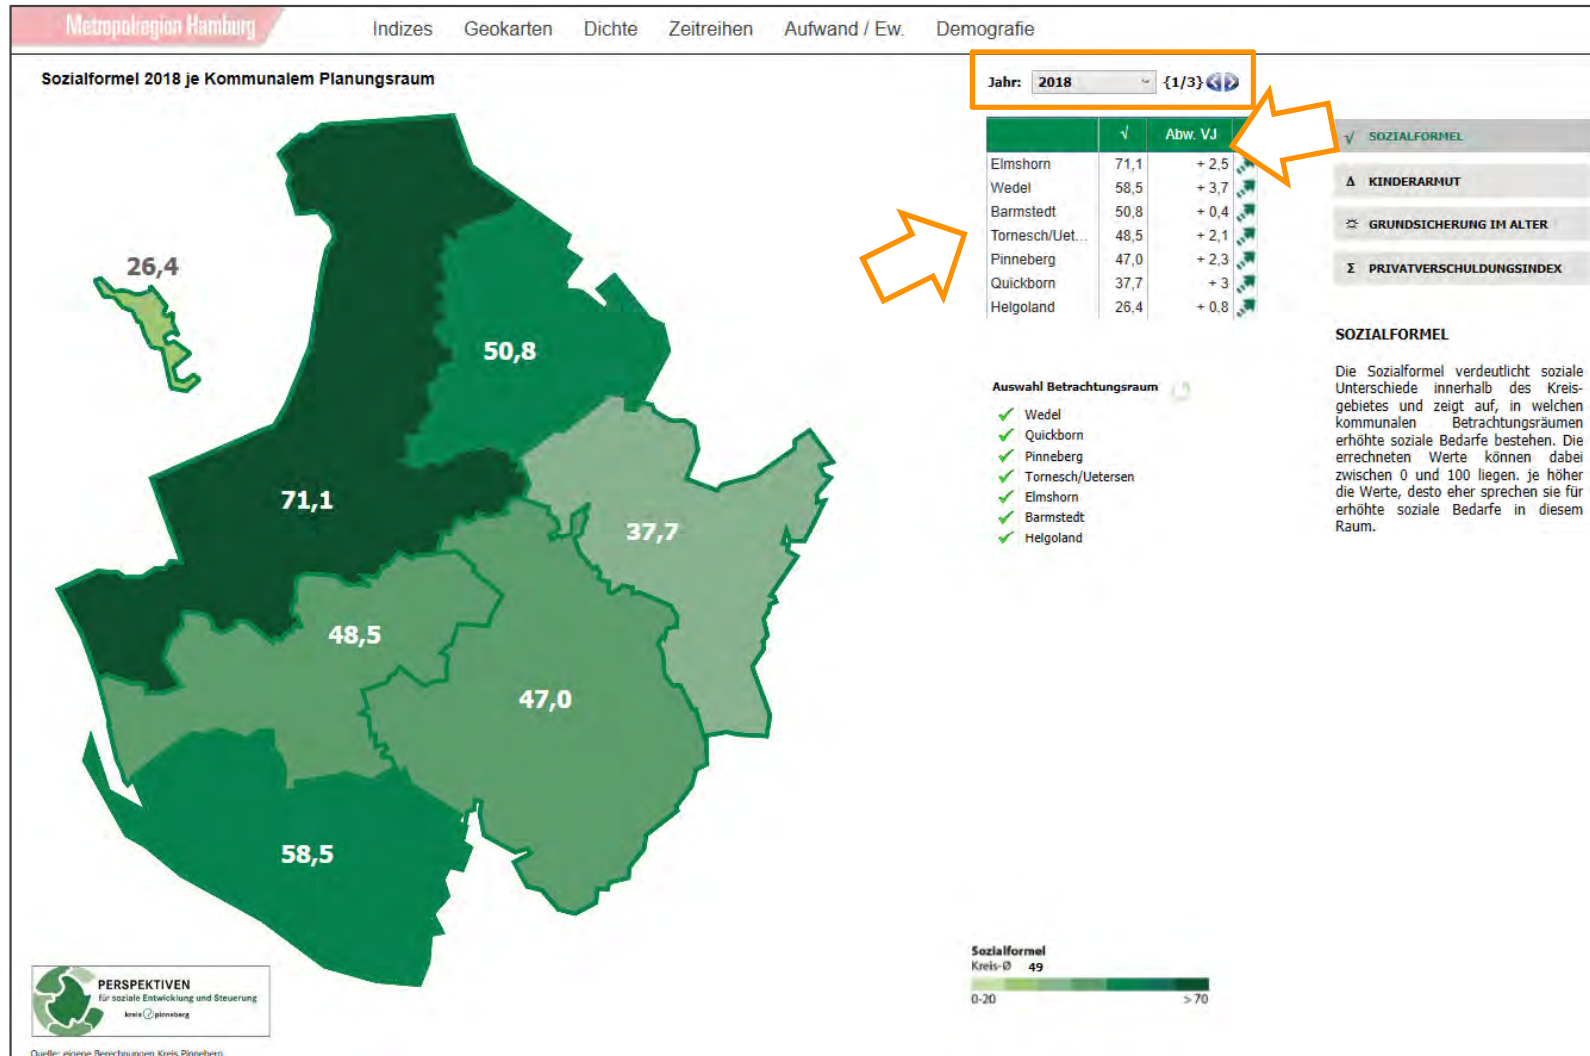 Metropolregion Hamburg
Indizes Geokarten Dichte Zeitreihen Aufwand / Ew. Demografie
Sozialformel 2018 je Kommunalem Planungsraum
Jahr: 2018 {1/3}
√ Abw. VJ
Elmshorn 71,1 + 2,5
Wedel 58,5 + 3,7
Barmstedt 50,8 + 0,4
Tornesch/Uet... 48,5 + 2,1
Pinneberg 47,0 + 2,3
Quickborn 37,7 + 3
Helgoland 26,4 + 0,8
√ SOZIALFORMEL
Δ KINDERARMUT
☼ GRUNDSICHERUNG IM ALTER
Σ PRIVATVERSCHULDUNGSINDEX
SOZIALFORMEL
Die Sozialformel verdeutlicht soziale
Unterschiede innerhalb des Kreis-
gebietes und zeigt auf, in welchen
kommunalen Betrachtungsräumen
erhöhte soziale Bedarfe bestehen. Die
errechneten Werte können dabei
zwischen 0 und 100 liegen. je höher
die Werte, desto eher sprechen sie für
erhöhte soziale Bedarfe in diesem
Raum.
Auswahl Betrachtungsraum
Wedel
Quickborn
Pinneberg
Tornesch/Uetersen
Elmshorn
Barmstedt
Helgoland
26,4
50,8
71,1
37,7
48,5
47,0
58,5
Sozialformel
Kreis-Ø 49
0-20 > 70
PERSPEKTIVEN
für soziale Entwicklung und Steuerung
kreis pinneberg
Quelle: eigene Berechnungen Kreis Pinneberg